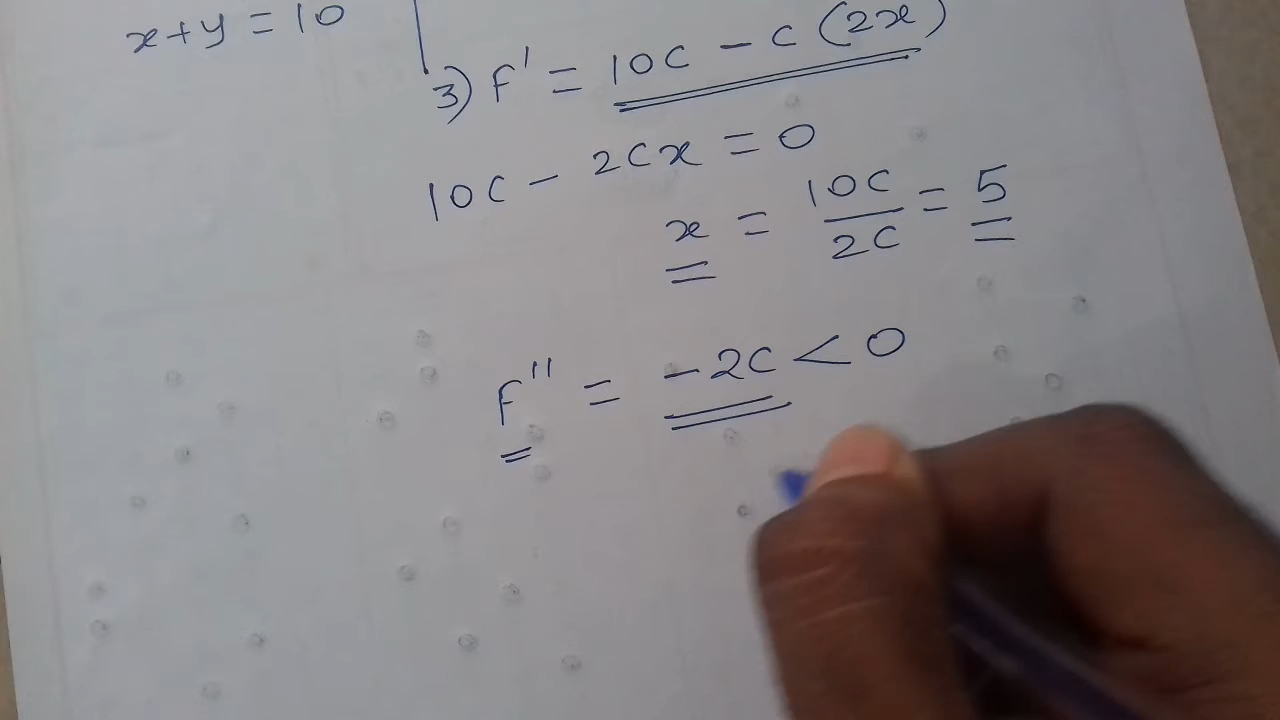 x+y = 10
3) F' = 10C - C (2x)
10C - 2Cx = 0
x = 10C/2C = 5
F'' = -2C < 0